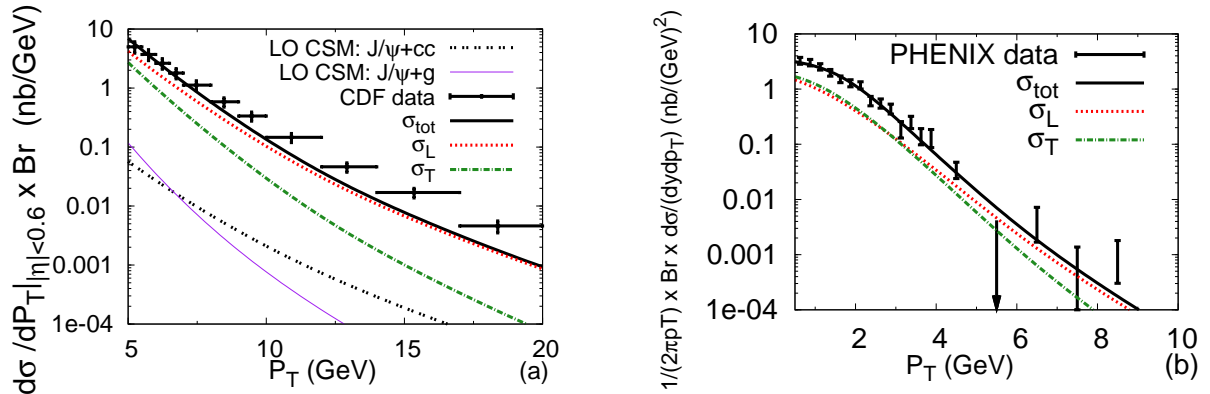 dσ/dP_T|_|η|<0.6 x Br (nb/GeV)
10
1
0.1
0.01
0.001
1e-04
LO CSM: J/ψ+cc
LO CSM: J/ψ+g
CDF data
σ_tot
σ_L
σ_T
5
10
15
20
P_T (GeV)
(a)
1/(2πpT) x Br x dσ/(dydp_T) (nb/(GeV)^2)
10
1
0.1
0.01
0.001
1e-04
PHENIX data
σ_tot
σ_L
σ_T
2
4
6
8
10
P_T (GeV)
(b)